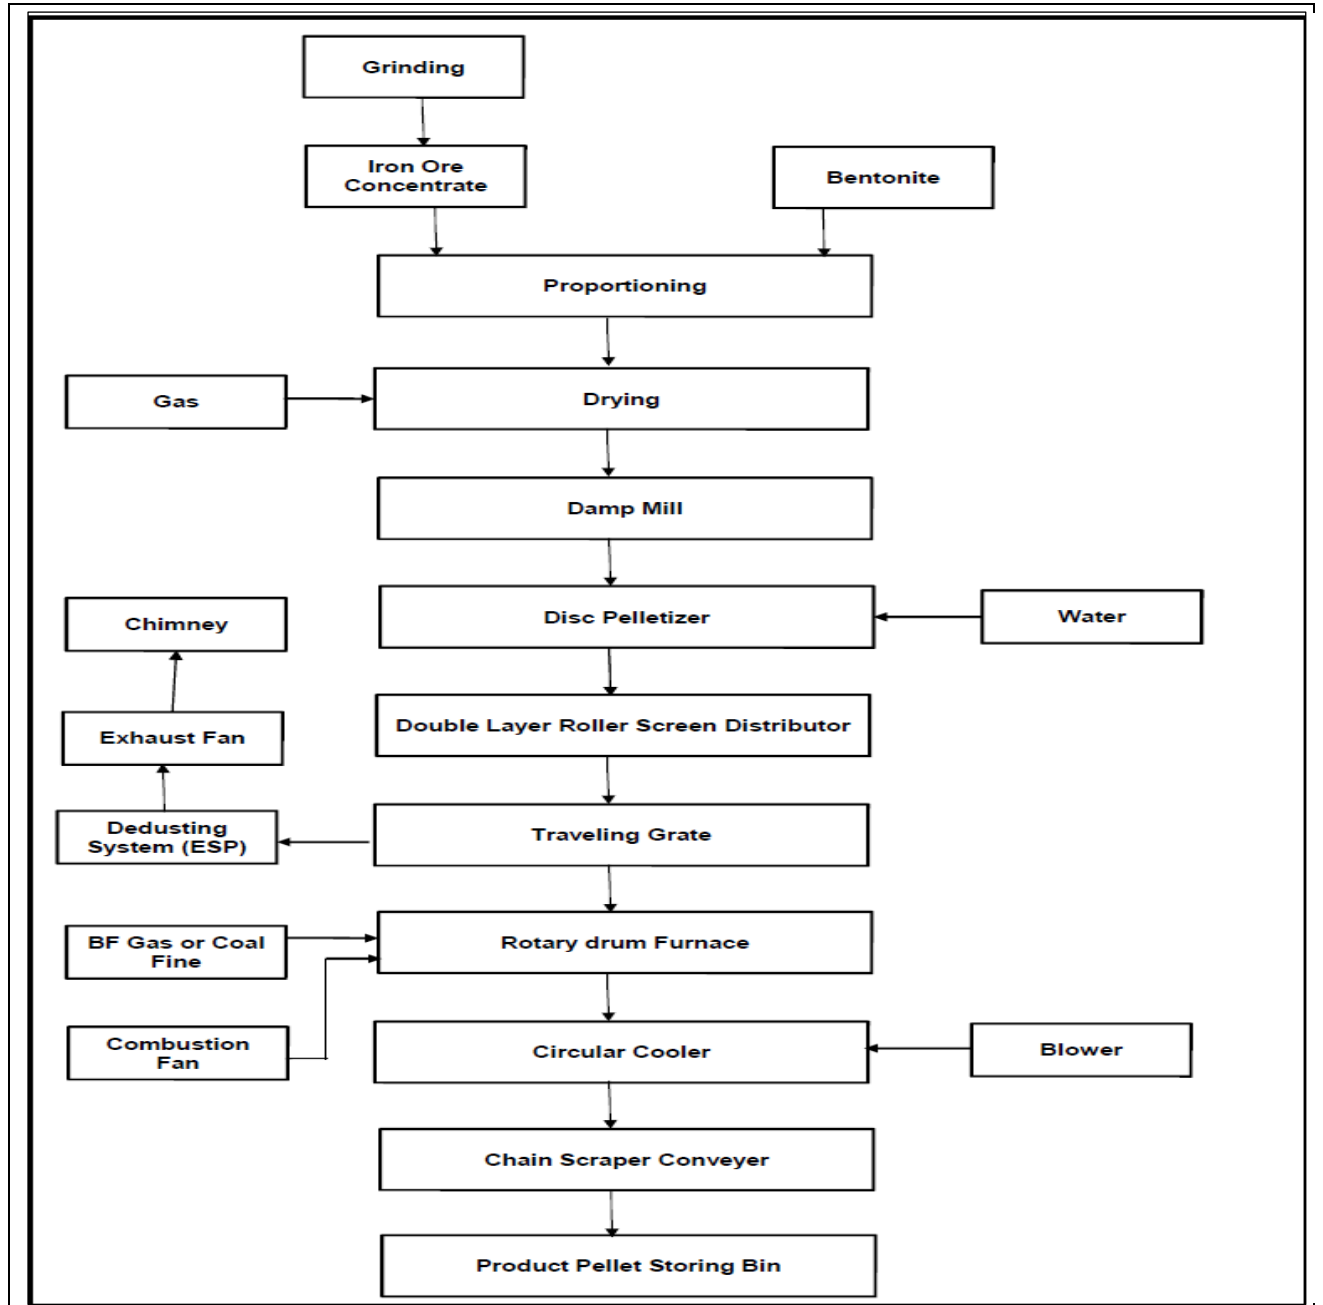 Grinding
Iron Ore
Concentrate
Bentonite
Proportioning
Gas
Drying
Damp Mill
Chimney
Disc Pelletizer
Water
Exhaust Fan
Double Layer Roller Screen Distributor
Dedusting
System (ESP)
Traveling Grate
BF Gas or Coal
Fine
Rotary drum Furnace
Combustion
Fan
Circular Cooler
Blower
Chain Scraper Conveyer
Product Pellet Storing Bin